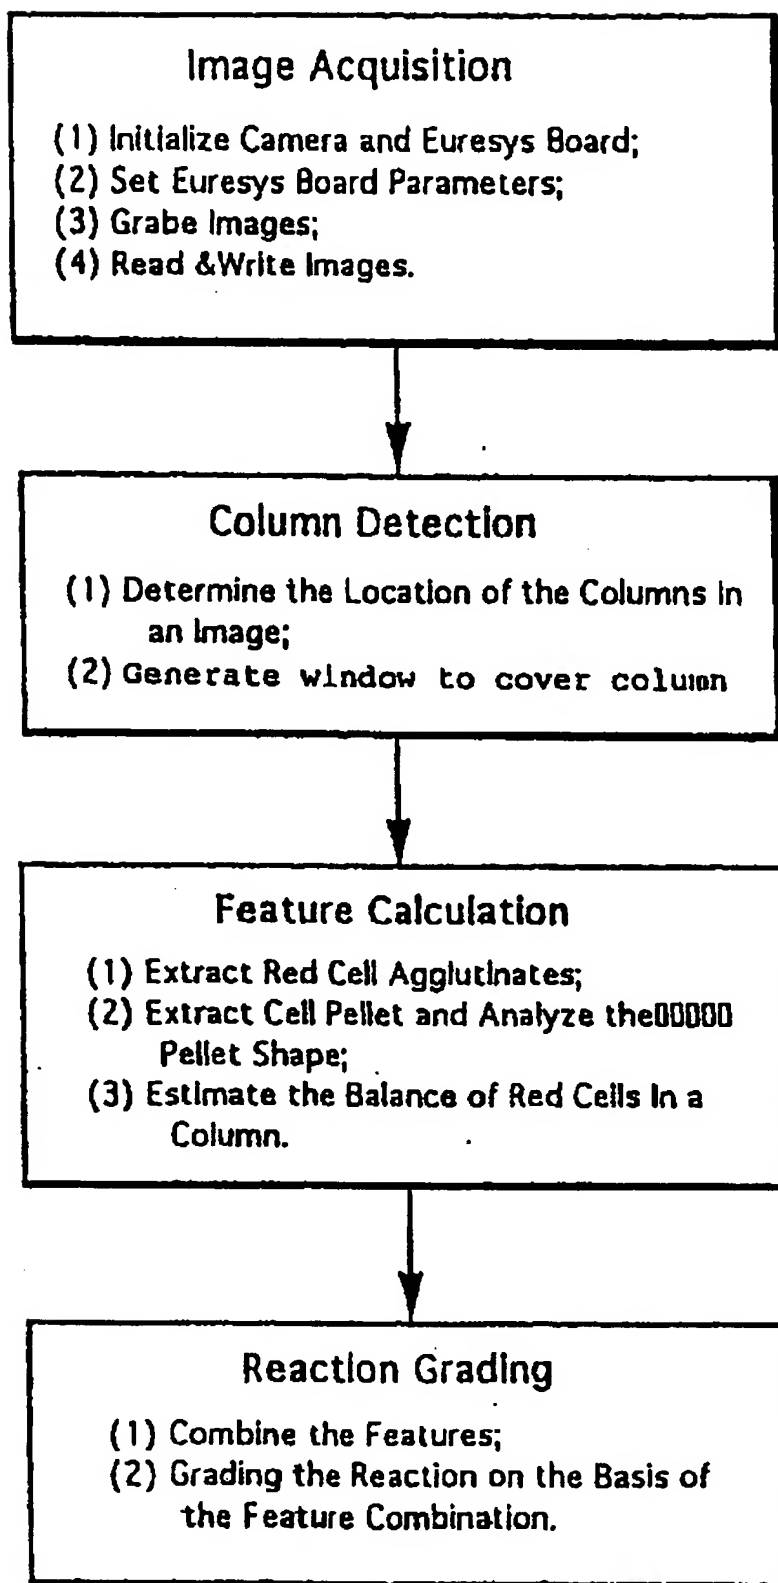 Image Acquisition
(1) Initialize Camera and Euresys Board;
(2) Set Euresys Board Parameters;
(3) Grabe Images;
(4) Read &Write Images.
Column Detection
(1) Determine the Location of the Columns in
an Image;
(2) Generate window to cover column
Feature Calculation
(1) Extract Red Cell Agglutinates;
(2) Extract Cell Pellet and Analyze the▯▯▯▯▯
Pellet Shape;
(3) Estimate the Balance of Red Cells in a
Column.
Reaction Grading
(1) Combine the Features;
(2) Grading the Reaction on the Basis of
the Feature Combination.